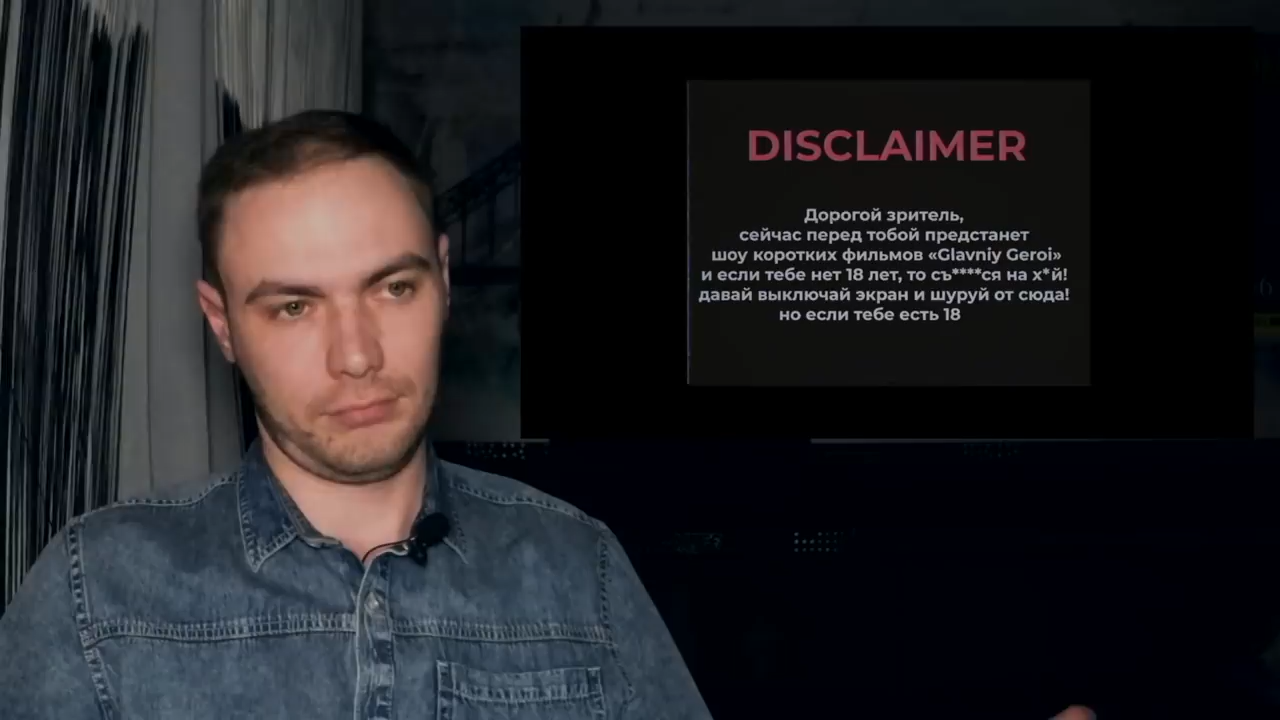 DISCLAIMER
Дорогой зритель,
сейчас перед тобой предстанет
шоу коротких фильмов «Glavniy Geroi»
и если тебе нет 18 лет, то съ****ся на х*й!
давай выключай экран и шуруй от сюда!
но если тебе есть 18